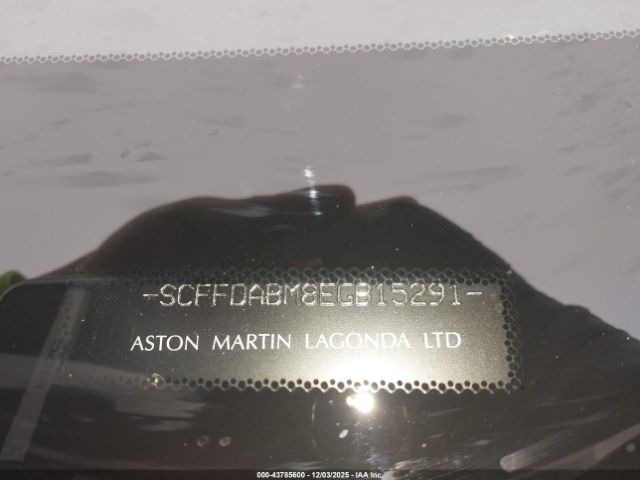 -SCFFDABM8EGB15291-
ASTON MARTIN LAGONDA LTD
000-43785600 - 12/03/2025 - IAA Inc.